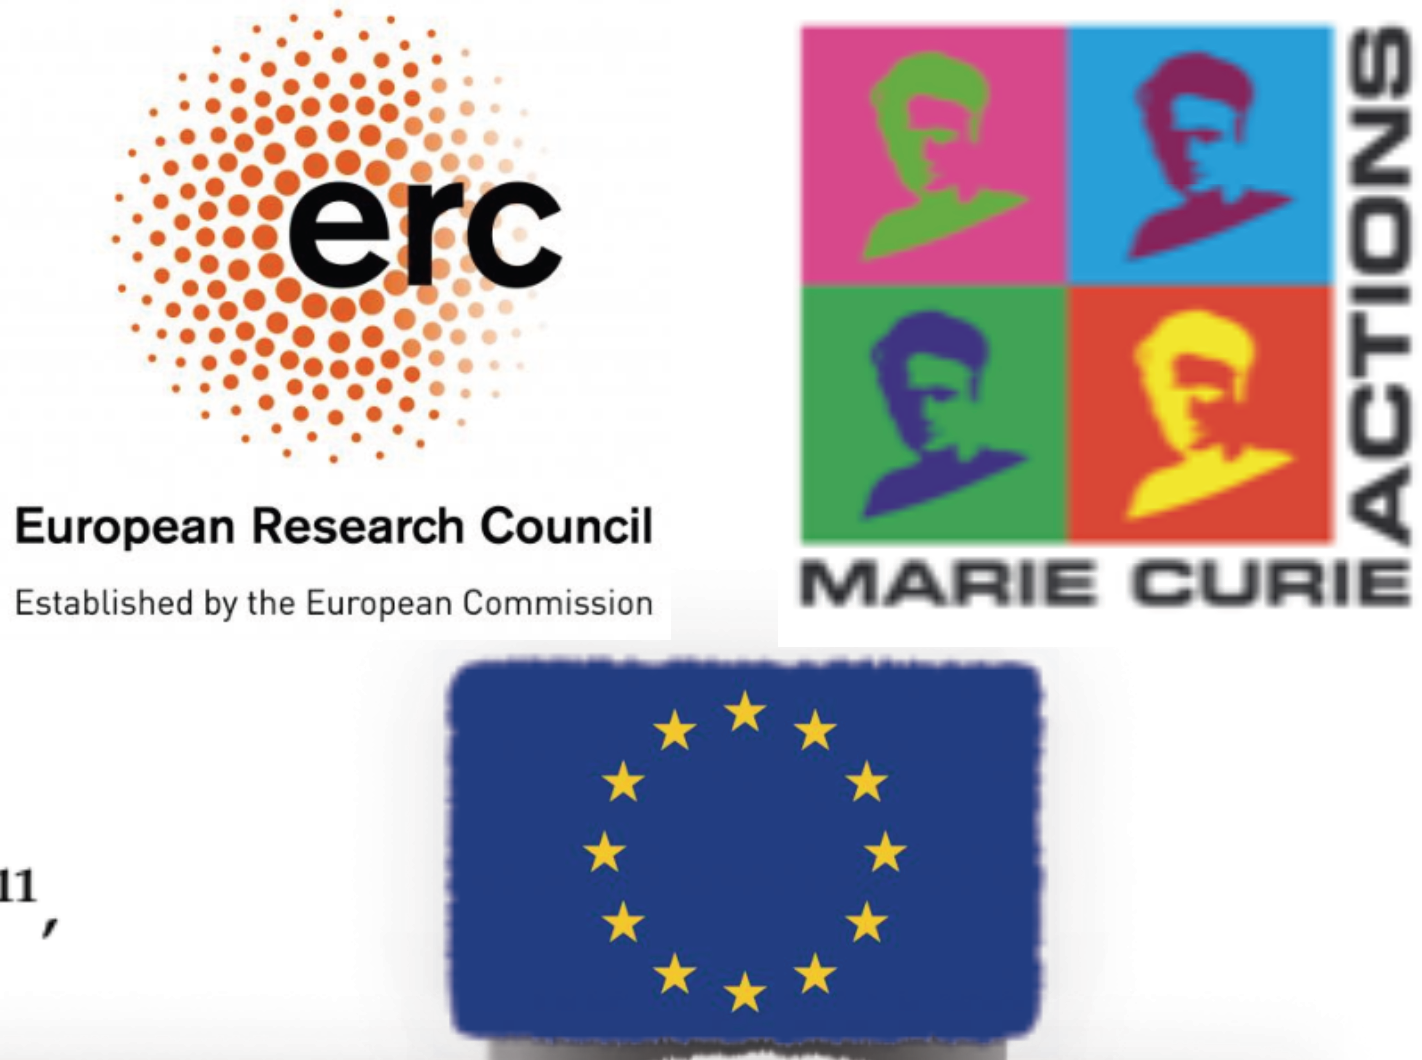 erc
European Research Council
Established by the European Commission
ACTIONS
MARIE CURIE
11,